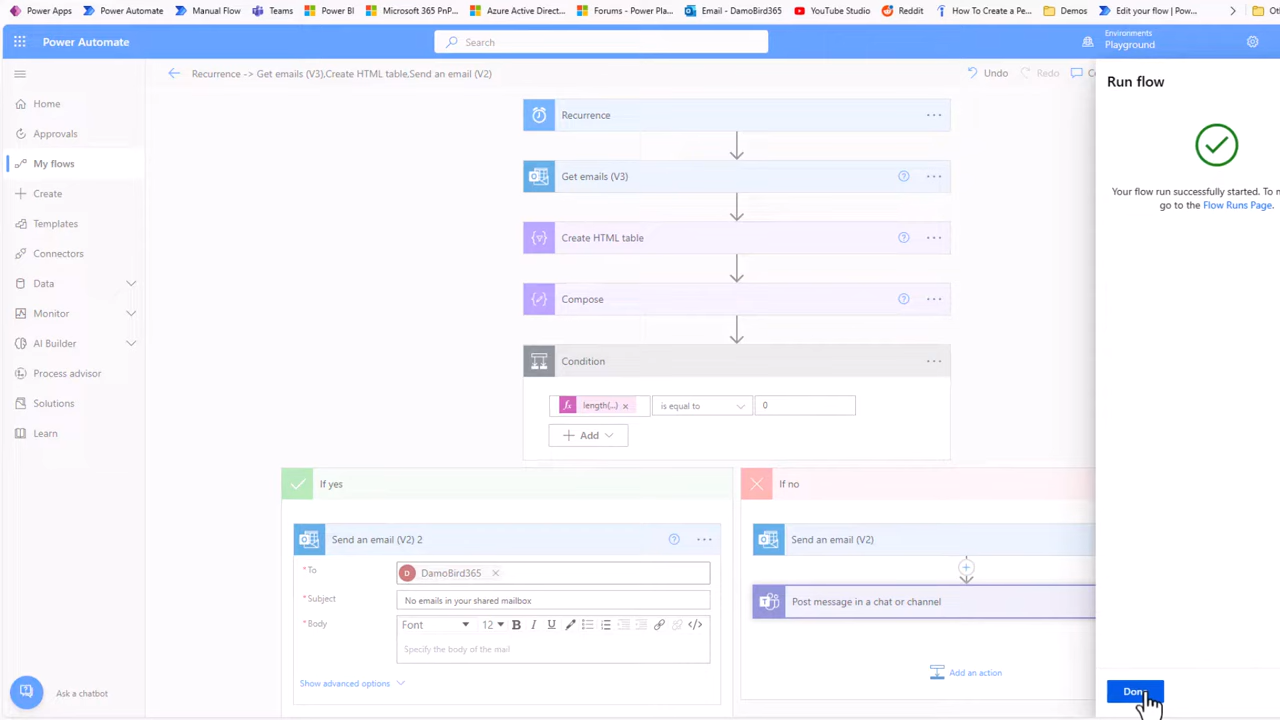 Power Apps
Power Automate
Manual Flow
Teams
Power BI
Microsoft 365 PnP...
Azure Active Direct...
Forums - Power Pla...
Email - DamoBird365
YouTube Studio
Reddit
How To Create a Pe...
Demos
Edit your flow | Pow...
Power Automate
Search
Environments
Playground
Recurrence -> Get emails (V3),Create HTML table,Send an email (V2)
Undo
Redo
Home
Approvals
My flows
Create
Templates
Connectors
Data
Monitor
AI Builder
Process advisor
Solutions
Learn
Ask a chatbot
Recurrence
Get emails (V3)
Create HTML table
Compose
Condition
fx length(...) ×
is equal to
0
Add
If yes
Send an email (V2) 2
* To
D DamoBird365 ×
* Subject
No emails in your shared mailbox
* Body
Font
12
B I U </>
Specify the body of the mail
Show advanced options
If no
Send an email (V2)
Post message in a chat or channel
Add an action
Run flow
Your flow run successfully started. To
go to the Flow Runs Page.